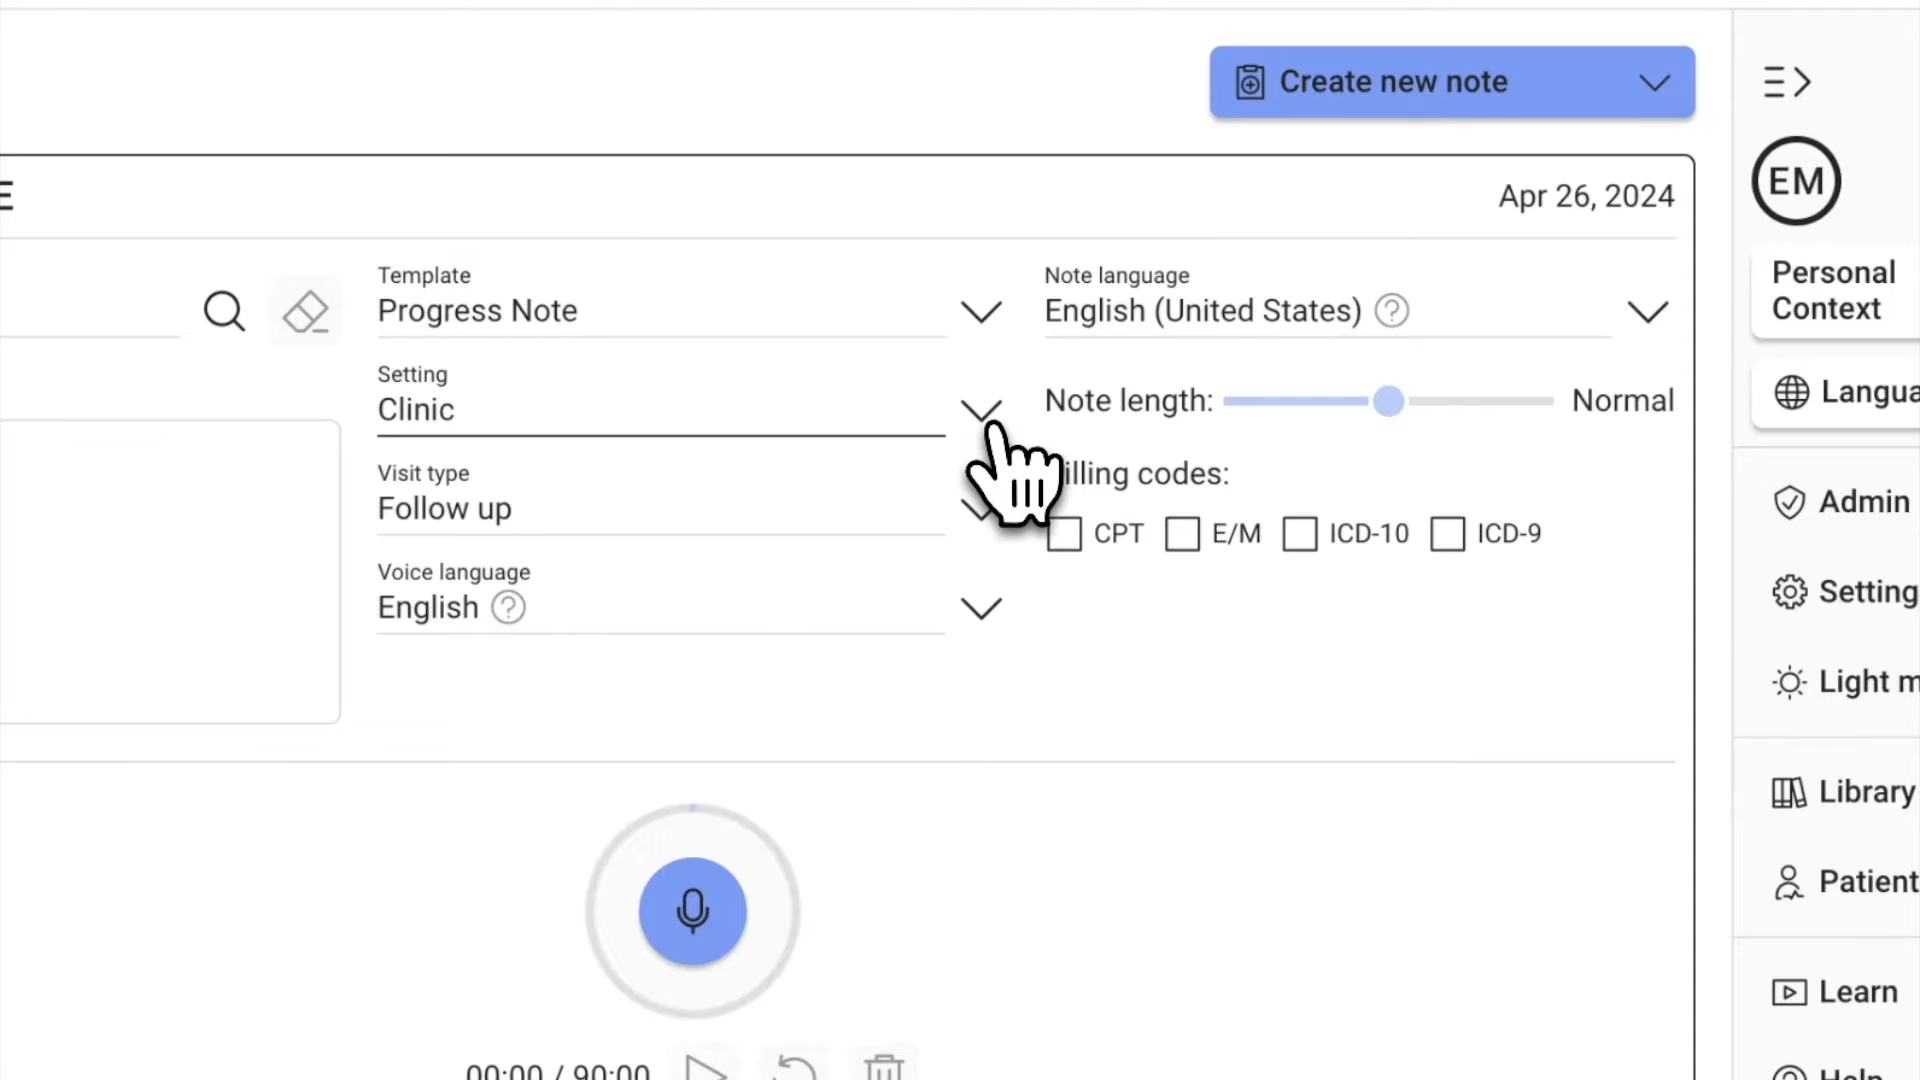 Create new note
EM
Apr 26, 2024
Template
Progress Note
Note language
English (United States)
Personal
Context
Setting
Clinic
Note length:
Normal
Visit type
Follow up
illing codes:
CPT
E/M
ICD-10
ICD-9
Admin
Voice language
English
Library
Learn
00:00 / 90:00